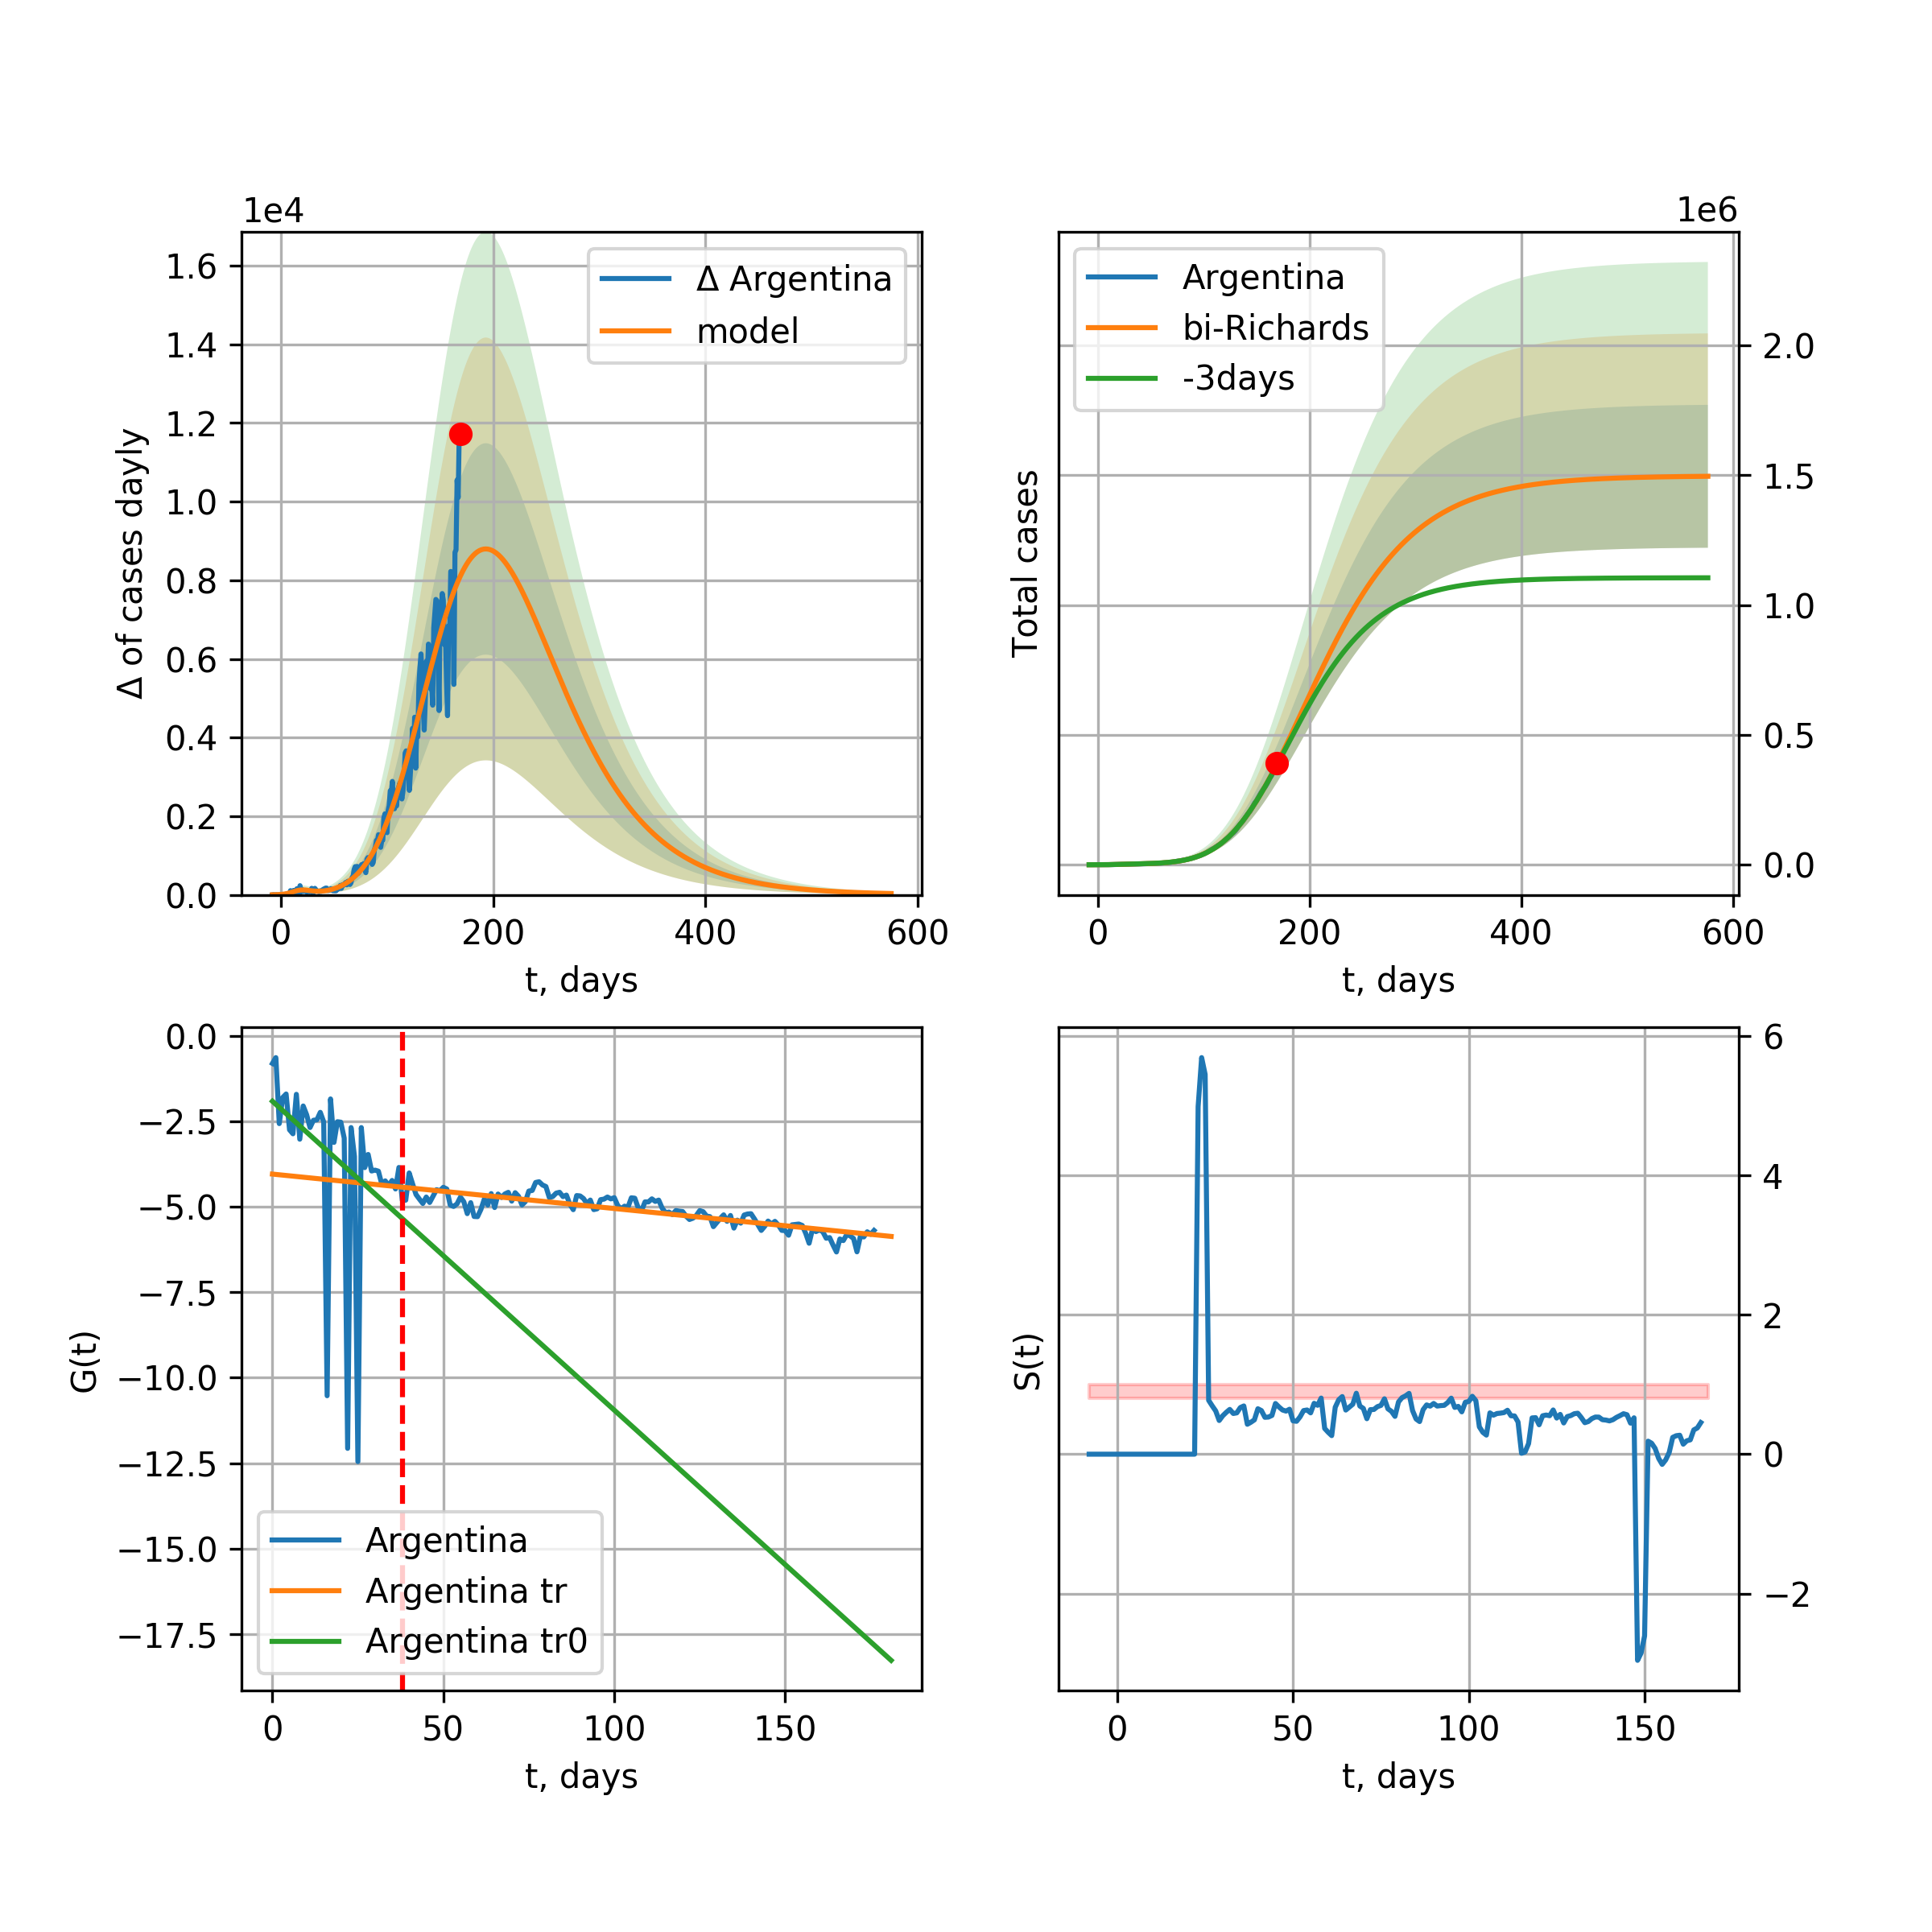 1e4
Δ Argentina
model
1.6
1.4
1.2
1.0
0.8
0.6
0.4
0.2
0.0
Δ of cases dayly
0 200 400 600
t, days
1e6
Argentina
bi-Richards
-3days
2.0
1.5
1.0
0.5
0.0
Total cases
0 200 400 600
t, days
0.0
−2.5
−5.0
−7.5
−10.0
−12.5
−15.0
−17.5
G(t)
Argentina
Argentina tr
Argentina tr0
0 50 100 150
t, days
6
4
2
0
−2
S(t)
0 50 100 150
t, days